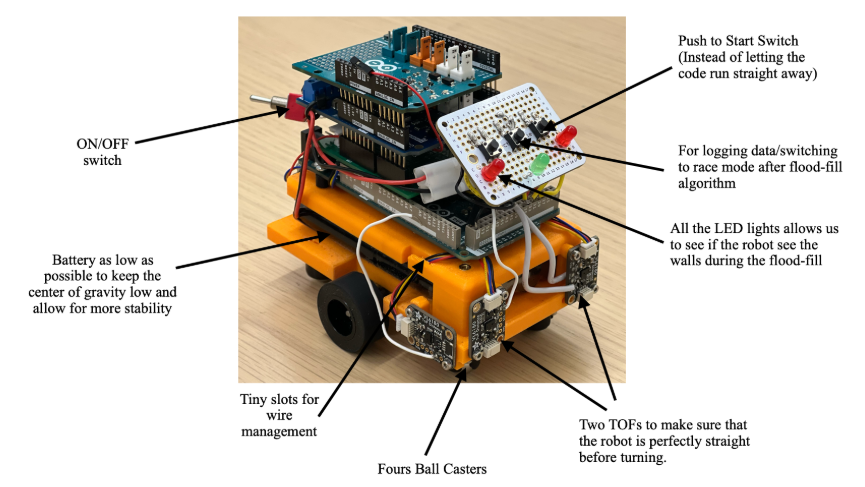 Push to Start Switch
(Instead of letting the
code run straight away)
ON/OFF
switch
For logging data/switching
to race mode after flood-fill
algorithm
All the LED lights allows us
to see if the robot see the
walls during the flood-fill
Battery as low as
possible to keep the
center of gravity low and
allow for more stability
Tiny slots for
wire
management
Two TOFs to make sure that
the robot is perfectly straight
before turning.
Fours Ball Casters